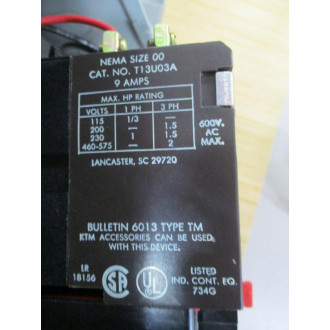 NEMA SIZE 00
CAT. NO. T13U03A
9 AMPS
MAX. HP RATING
VOLTS 1 PH 3 PH
115 1/3 —
200 — 1.5
230 1 1.5
460-575 — 2
600V. AC MAX.
LANCASTER, SC 29720
BULLETIN 6013 TYPE TM
KTM ACCESSORIES CAN BE USED
WITH THIS DEVICE.
LR
18156
SA
UL
LISTED
IND. CONT. EQ.
734G